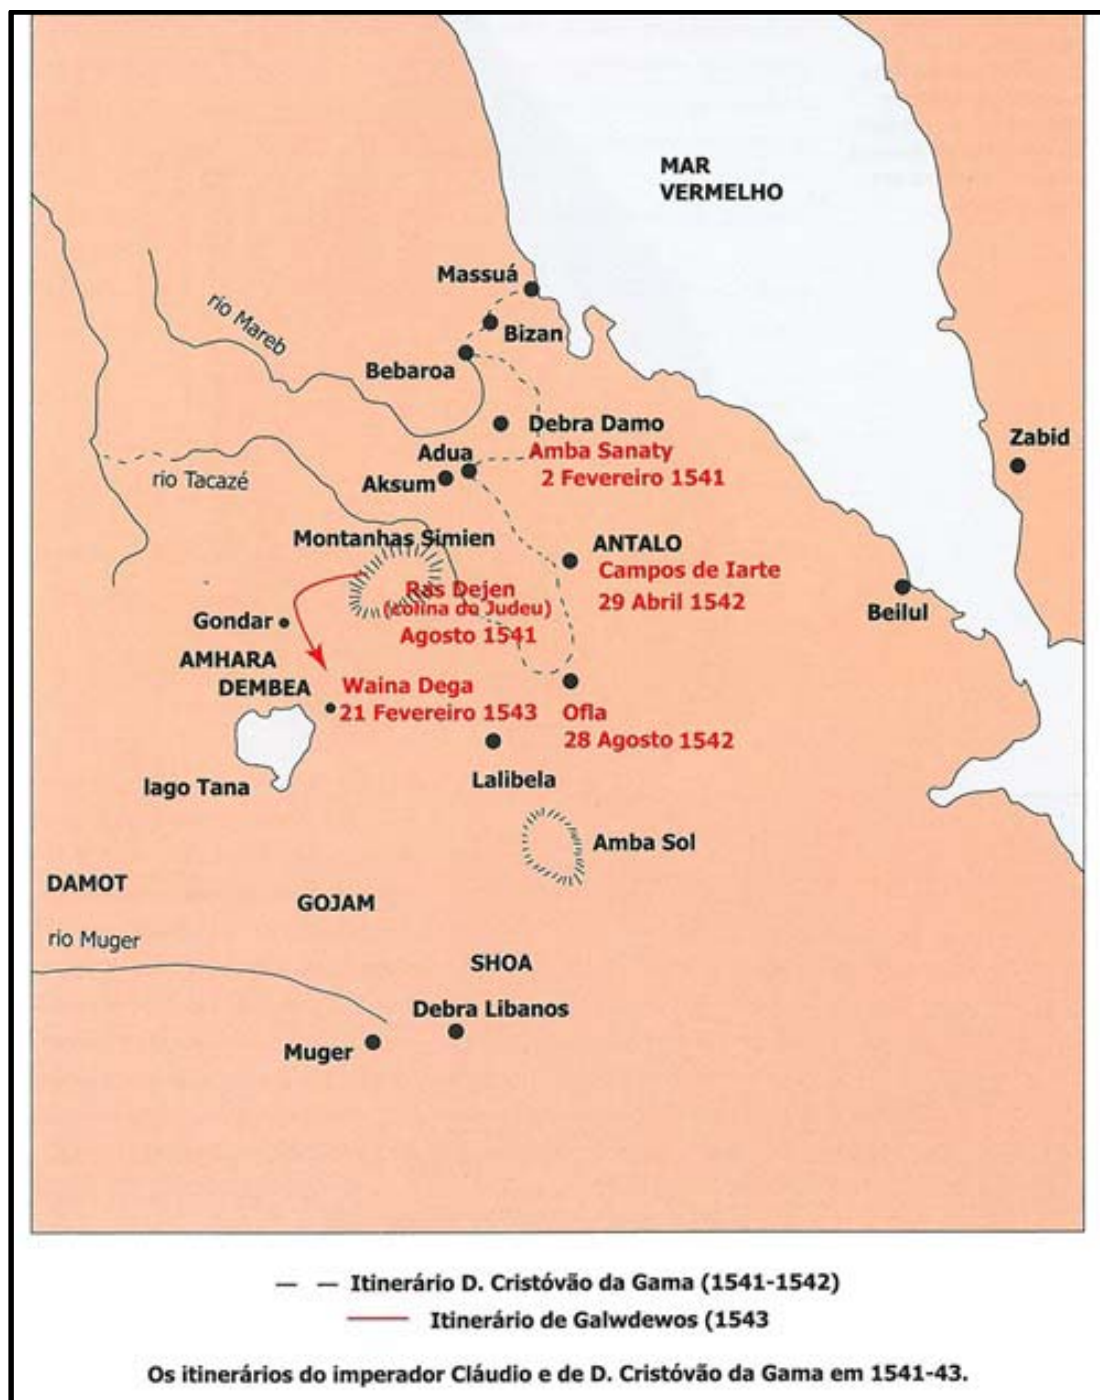 MAR
VERMELHO
Massuá
rio Mareb
Bizan
Bebaroa
Debra Damo
Zabid
Adua
Amba Sanaty
rio Tacazé
Aksum
2 Fevereiro 1541
Montanhas Simien
ANTALO
Campos de Iarte
Ras Dejen
29 Abril 1542
Beilul
(colina do Judeu)
Gondar
Agosto 1541
AMHARA
DEMBEA
Waina Dega
21 Fevereiro 1543
Ofla
28 Agosto 1542
lago Tana
Lalibela
Amba Sol
DAMOT
GOJAM
rio Muger
SHOA
Debra Libanos
Muger
Itinerário D. Cristóvão da Gama (1541-1542)
Itinerário de Galwdewos (1543
Os itinerários do imperador Cláudio e de D. Cristóvão da Gama em 1541-43.